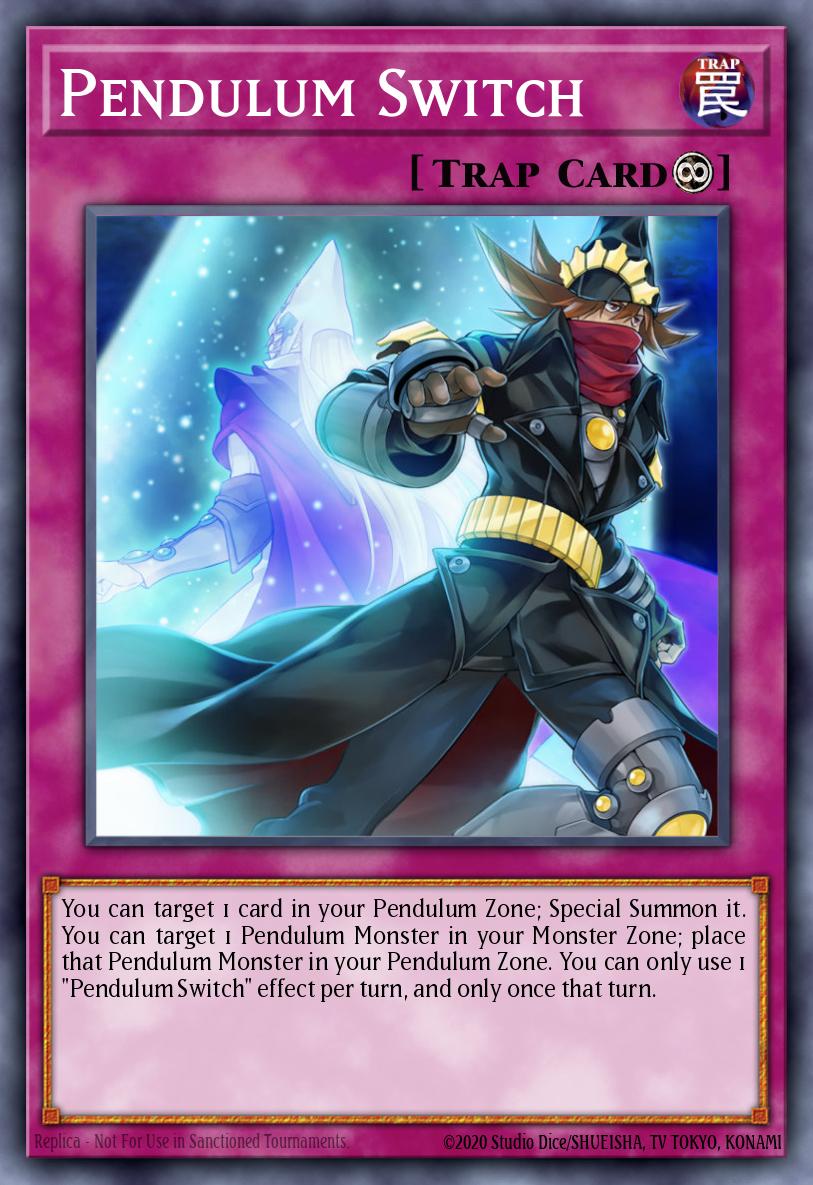 Pendulum Switch
TRAP
罠
[ Trap Card ]
You can target 1 card in your Pendulum Zone; Special Summon it.
You can target 1 Pendulum Monster in your Monster Zone; place
that Pendulum Monster in your Pendulum Zone. You can only use 1
"Pendulum Switch" effect per turn, and only once that turn.
Replica - Not For Use in Sanctioned Tournaments.
©2020 Studio Dice/SHUEISHA, TV TOKYO, KONAMI